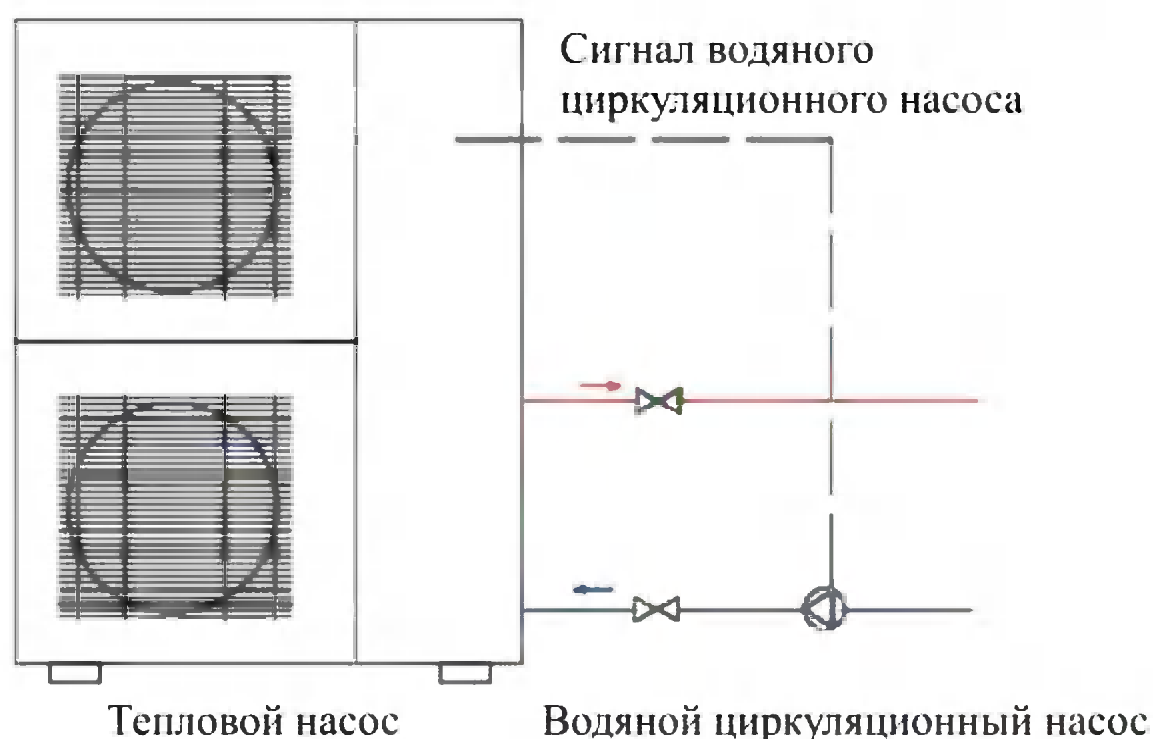 Сигнал водяного
циркуляционного насоса
Тепловой насос
Водяной циркуляционный насос